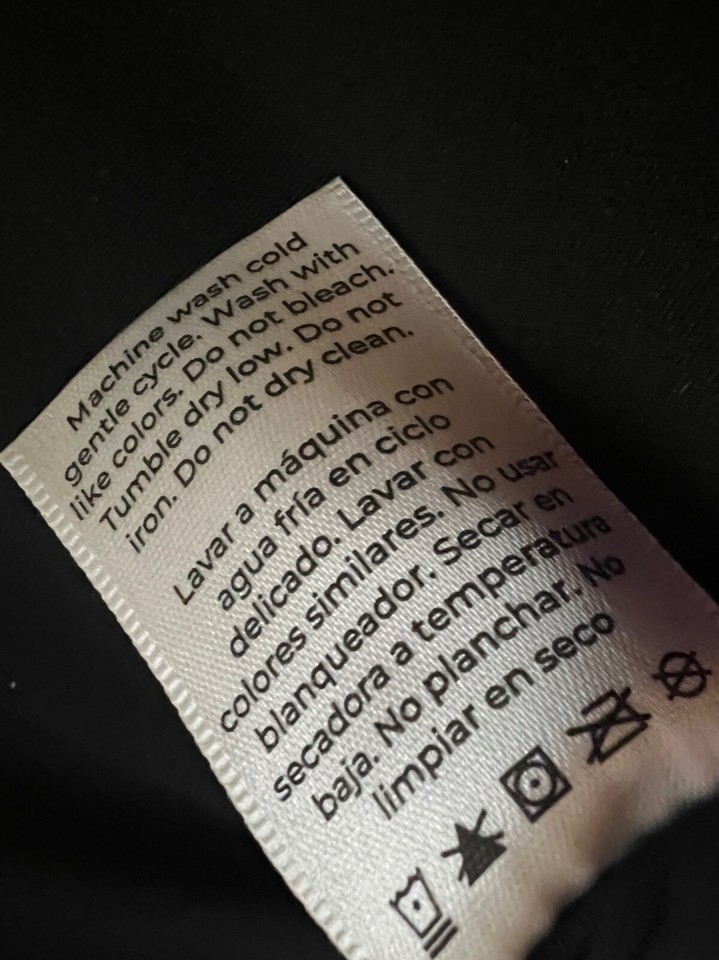 Machine wash cold
gentle cycle. Wash with
like colors. Do not bleach.
Tumble dry low. Do not
iron. Do not dry clean.
Lavar a máquina con
agua fría en ciclo
delicado. Lavar con
colores similares. No usar
blanqueador. Secar en
secadora a temperatura
baja. No planchar. No
limpiar en seco